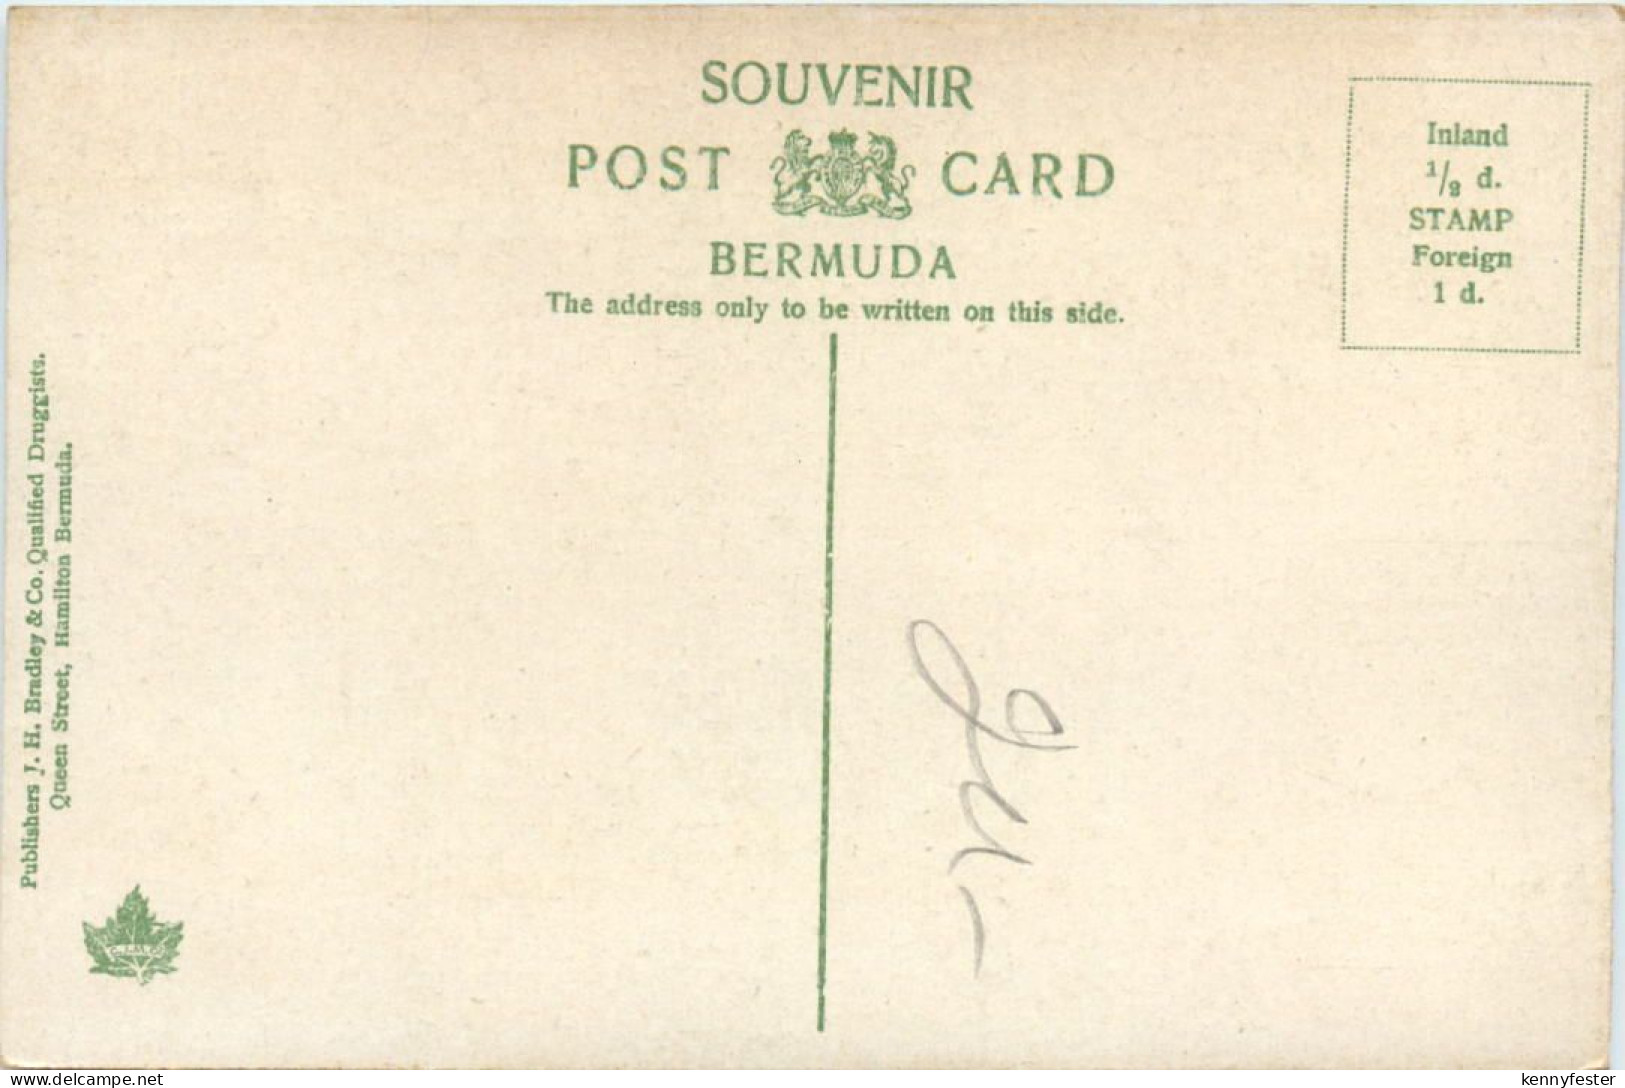 SOUVENIR
POST CARD
BERMUDA
The address only to be written on this side.
Inland
1/2 d.
STAMP
Foreign
1 d.
Publishers J. H. Bradley & Co. Qualified Druggists.
Queen Street, Hamilton Bermuda.
www.delcampe.net
kennyfester